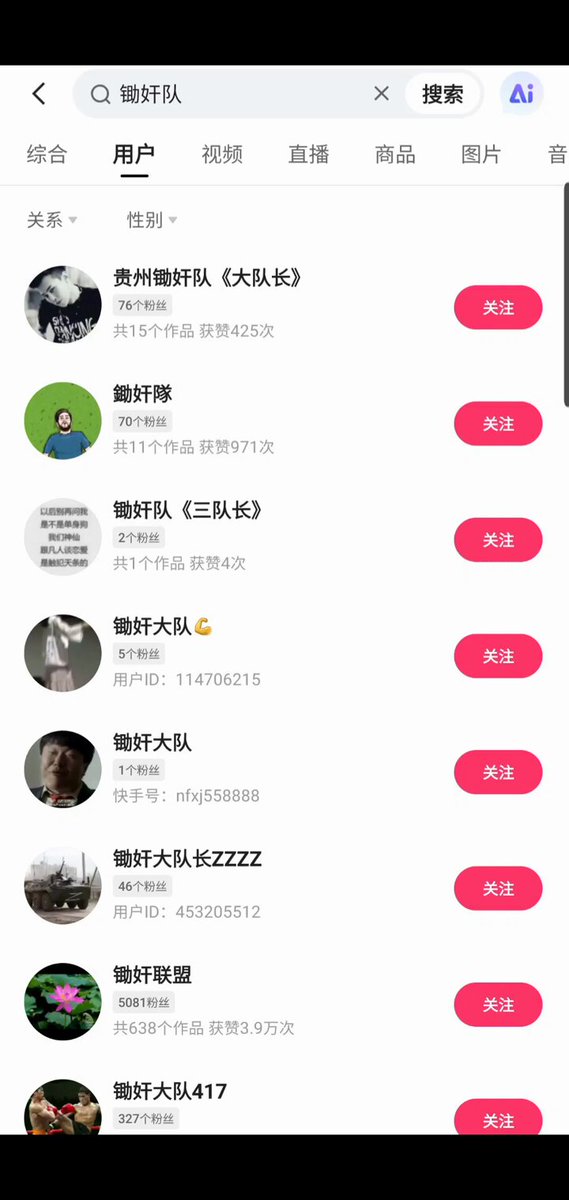 锄奸队
搜索
Ai
综合 用户 视频 直播 商品 图片 音
关系 性别
贵州锄奸队《大队长》
76个粉丝
共15个作品 获赞425次
关注
鋤奸隊
70个粉丝
共11个作品 获赞971次
关注
以后别再问我
是不是单身狗
我们神仙
跟凡人谈恋爱
是触犯天条的
锄奸队《三队长》
2个粉丝
共1个作品 获赞4次
关注
锄奸大队💪
5个粉丝
用户ID：114706215
关注
锄奸大队
1个粉丝
快手号：nfxj558888
关注
锄奸大队长ZZZZ
46个粉丝
用户ID：453205512
关注
锄奸联盟
5081粉丝
共638个作品 获赞3.9万次
关注
锄奸大队417
327个粉丝
关注